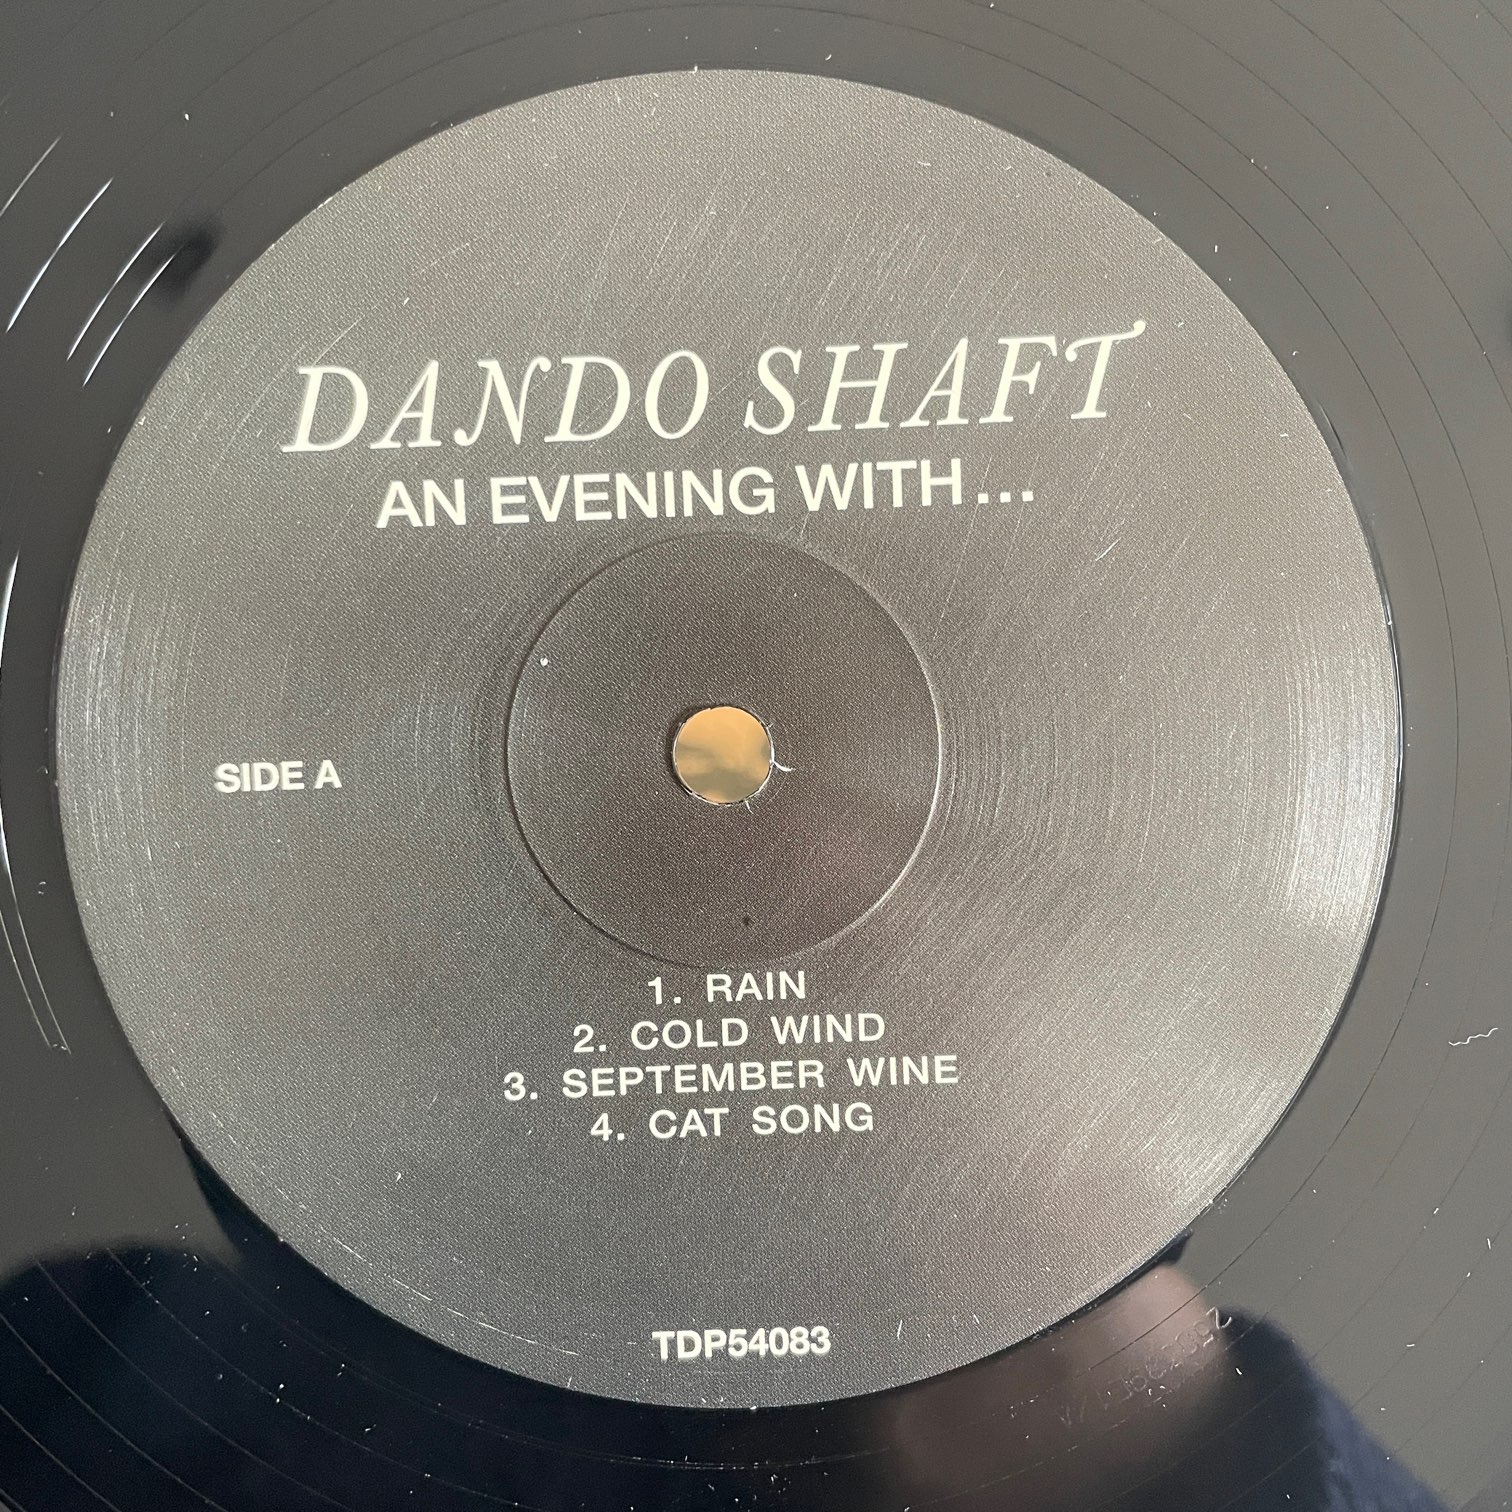 DANDO SHAFT
AN EVENING WITH...
SIDE A
1. RAIN
2. COLD WIND
3. SEPTEMBER WINE
4. CAT SONG
TDP54083